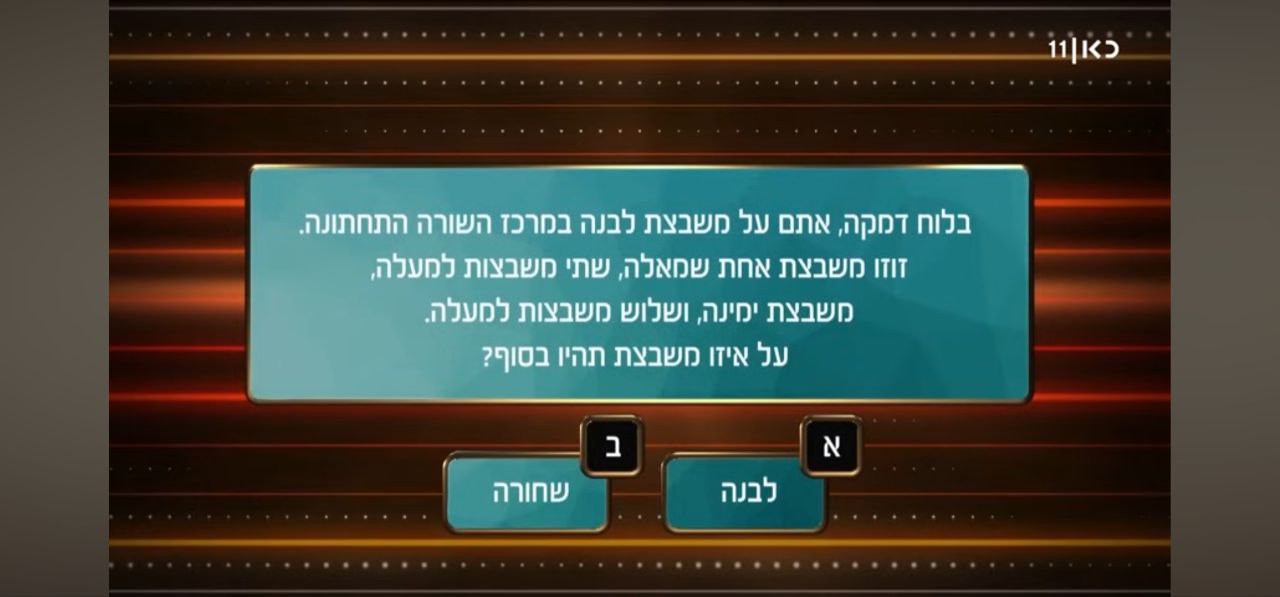 כאן|11
בלוח דמקה, אתם על משבצת לבנה במרכז השורה התחתונה.
זוזו משבצת אחת שמאלה, שתי משבצות למעלה,
משבצת ימינה, ושלוש משבצות למעלה.
על איזו משבצת תהיו בסוף?
א
לבנה
ב
שחורה